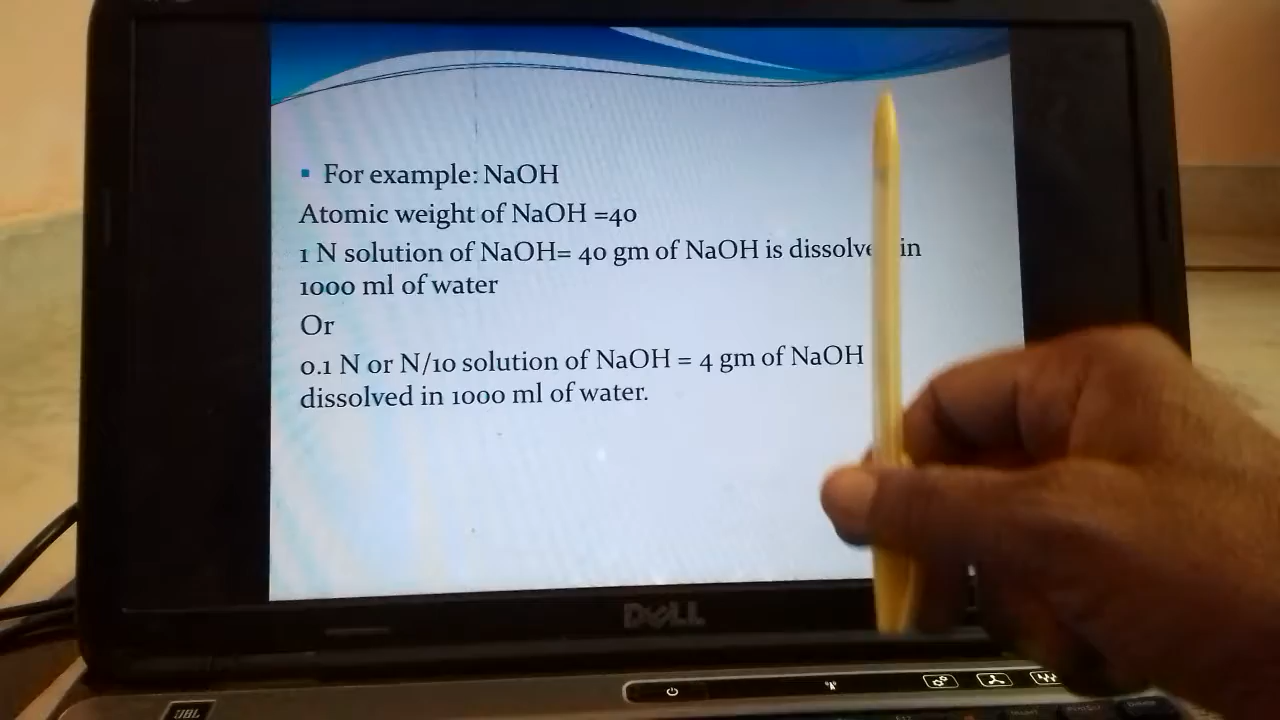 For example: NaOH
Atomic weight of NaOH =40
1 N solution of NaOH= 40 gm of NaOH is dissolve in
1000 ml of water
Or
0.1 N or N/10 solution of NaOH = 4 gm of NaOH
dissolved in 1000 ml of water.
DELL
JBL